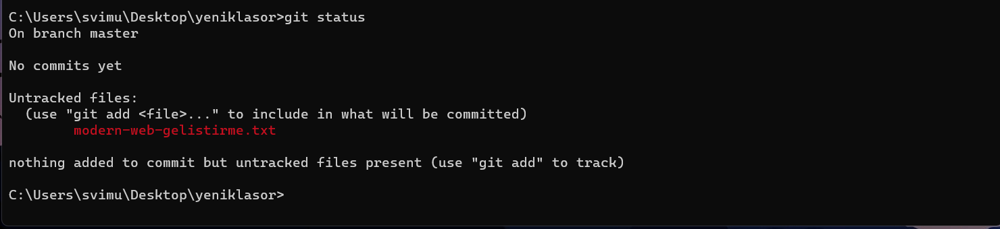 C:\Users\svimu\Desktop\yeniklasor>git status
On branch master
No commits yet
Untracked files:
  (use "git add <file>..." to include in what will be committed)
        modern-web-gelistirme.txt
nothing added to commit but untracked files present (use "git add" to track)
C:\Users\svimu\Desktop\yeniklasor>